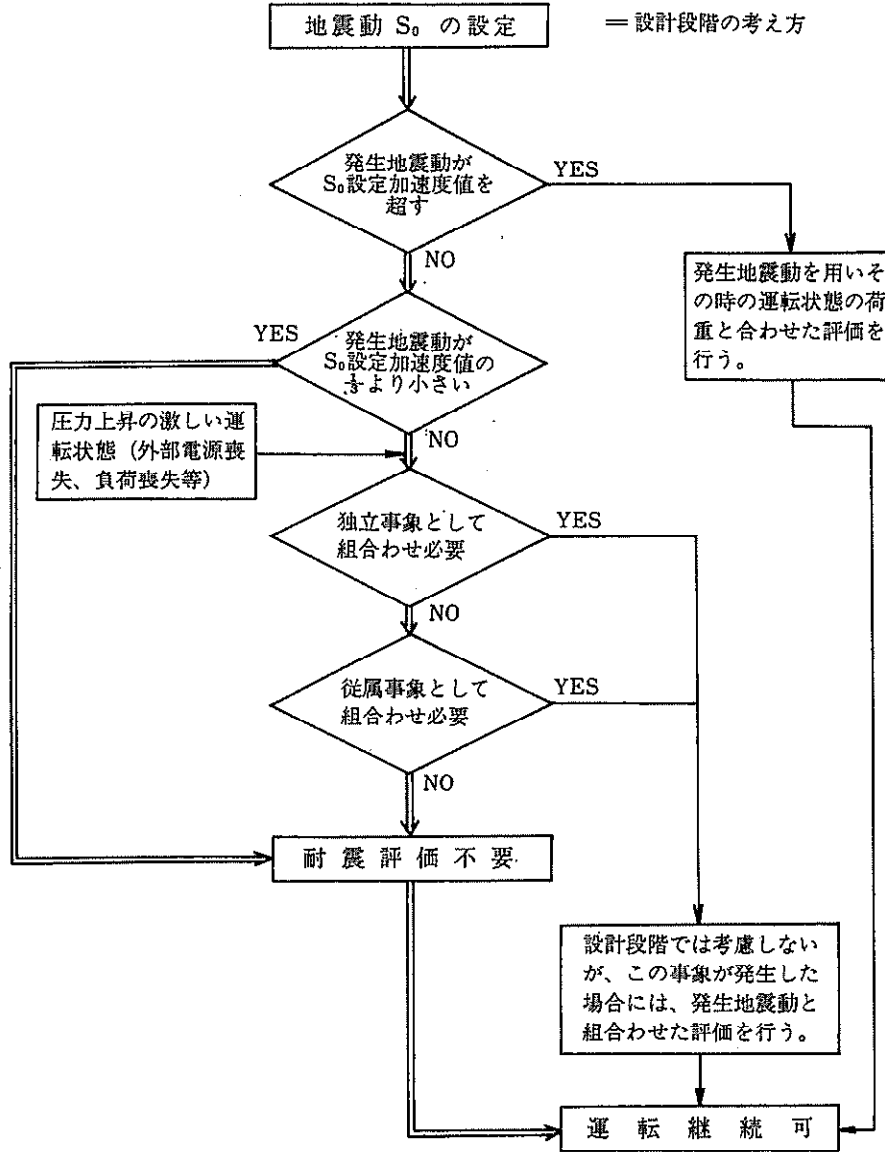 地震動 S₀ の設定
＝設計段階の考え方
発生地震動が
S₀設定加速度値を
超す
YES
NO
発生地震動を用いそ
の時の運転状態の荷
重と合わせた評価を
行う。
YES
発生地震動が
S₀設定加速度値の
⅓より小さい
NO
圧力上昇の激しい運
転状態（外部電源喪
失、負荷喪失等）
独立事象として
組合わせ必要
YES
NO
従属事象として
組合わせ必要
YES
NO
耐震評価不要
設計段階では考慮しない
が、この事象が発生した
場合には、発生地震動と
組合わせた評価を行う。
運転継続可